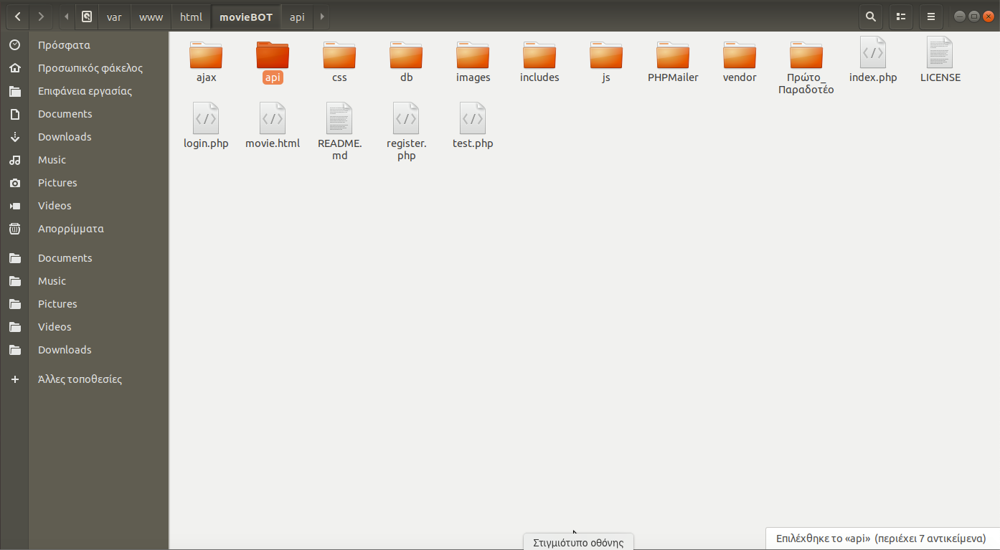 var
www
html
movieBOT
api
Πρόσφατα
Προσωπικός φάκελος
Επιφάνεια εργασίας
Documents
Downloads
Music
Pictures
Videos
Απορρίμματα
Documents
Music
Pictures
Videos
Downloads
Άλλες τοποθεσίες
ajax
api
css
db
images
includes
js
PHPMailer
vendor
Πρώτο_
Παραδοτέο
index.php
LICENSE
login.php
movie.html
README.
md
register.
php
test.php
Στιγμιότυπο οθόνης
Επιλέχθηκε το «api» (περιέχει 7 αντικείμενα)